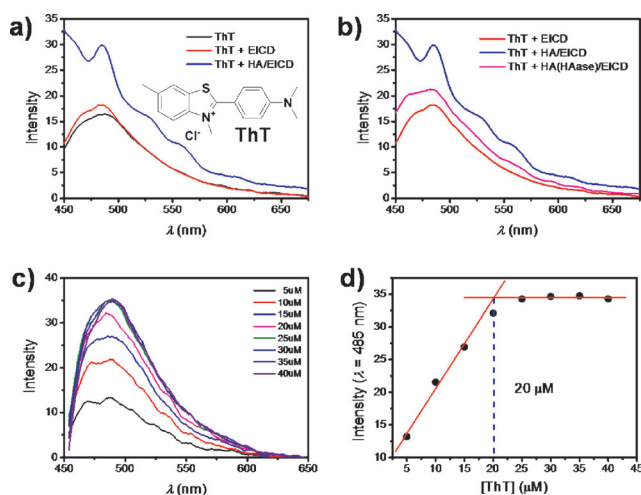 a)
ThT
ThT + EICD
ThT + HA/EICD
S
N
N+
Cl-
ThT
Intensity
35
30
25
20
15
10
5
0
450 500 550 600 650
λ (nm)
b)
ThT + EICD
ThT + HA/EICD
ThT + HA(HAase)/EICD
Intensity
35
30
25
20
15
10
5
0
450 500 550 600 650
λ (nm)
c)
5uM
10uM
15uM
20uM
25uM
30uM
35uM
40uM
Intensity
40
30
20
10
0
450 500 550 600 650
λ (nm)
d)
20 μM
Intensity (λ = 485 nm)
40
35
30
25
20
15
10
5 10 15 20 25 30 35 40 45
[ThT] (μM)